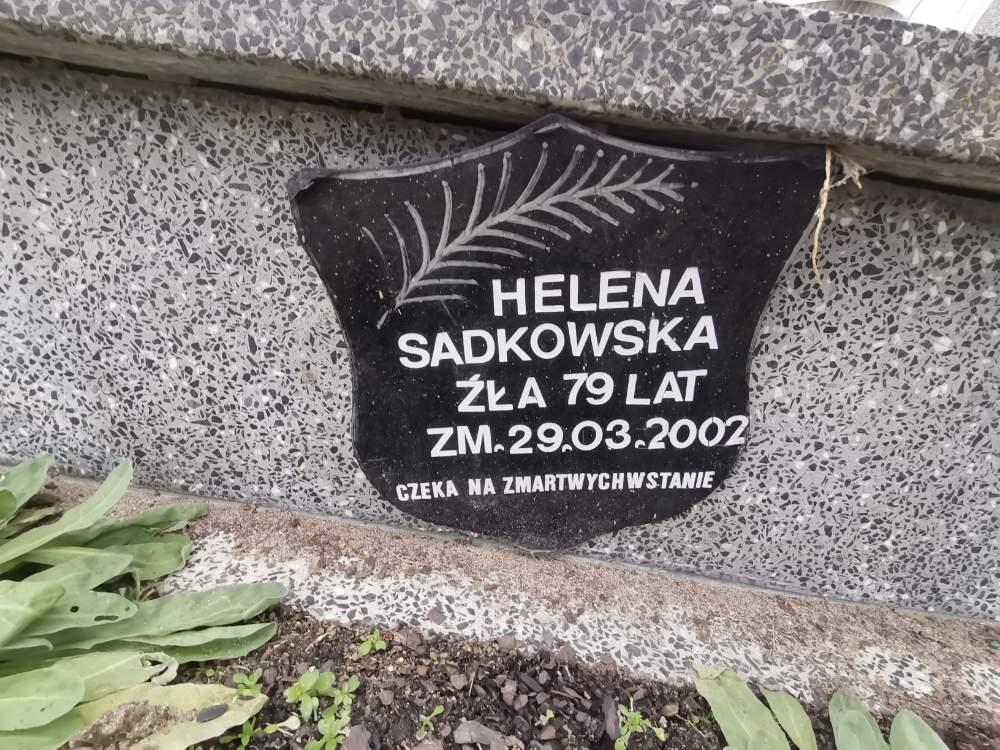 HELENA
SADKOWSKA
ŻŁA 79 LAT
ZM. 29.03.2002
CZEKA NA ZMARTWYCHWSTANIE